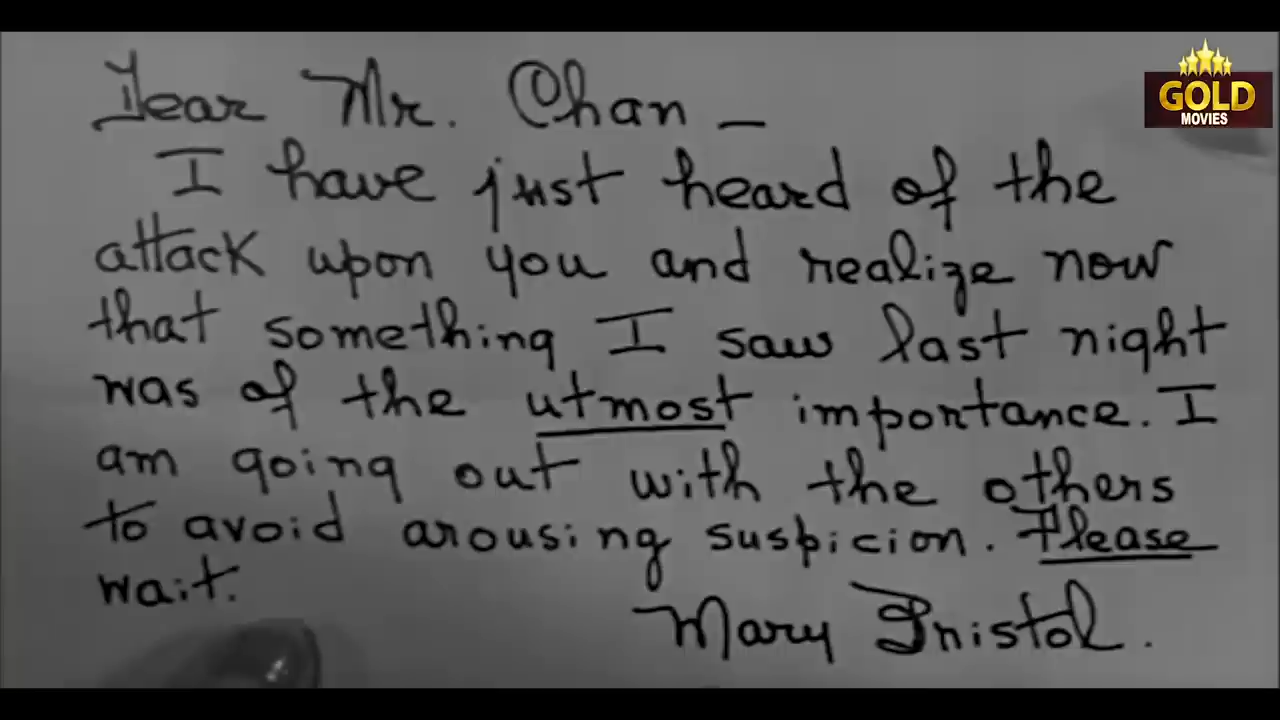 GOLD
MOVIES
Dear Mr. Chan —
I have just heard of the
attack upon you and realize now
that something I saw last night
was of the utmost importance. I
am going out with the others
to avoid arousing suspicion. Please
wait.
Mary Bristol.